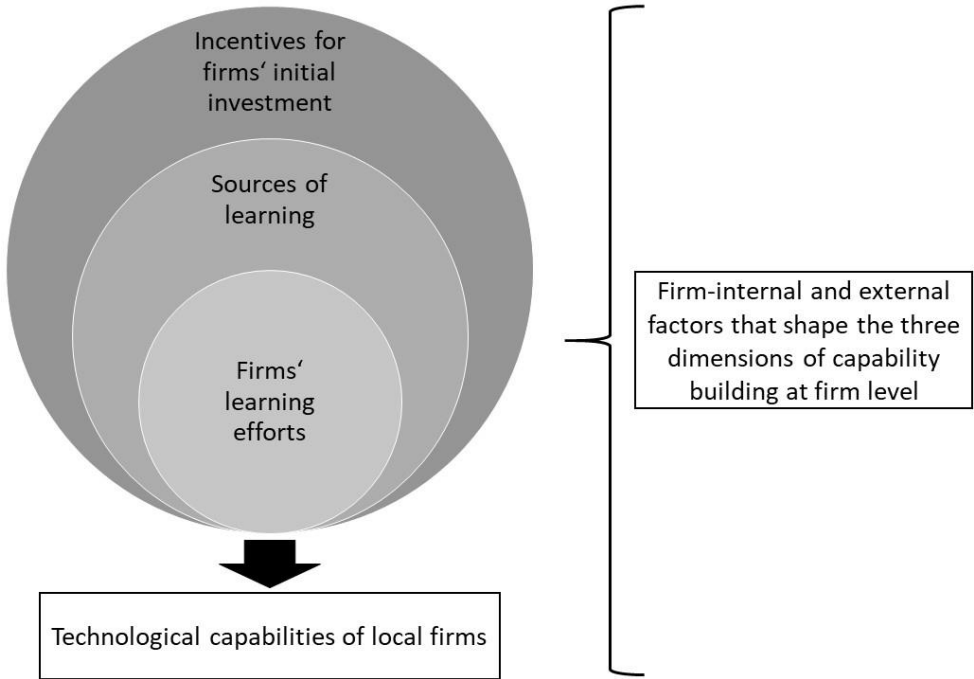 Incentives for
firms‘ initial
investment
Sources of
learning
Firms‘
learning
efforts
Technological capabilities of local firms
Firm-internal and external
factors that shape the three
dimensions of capability
building at firm level